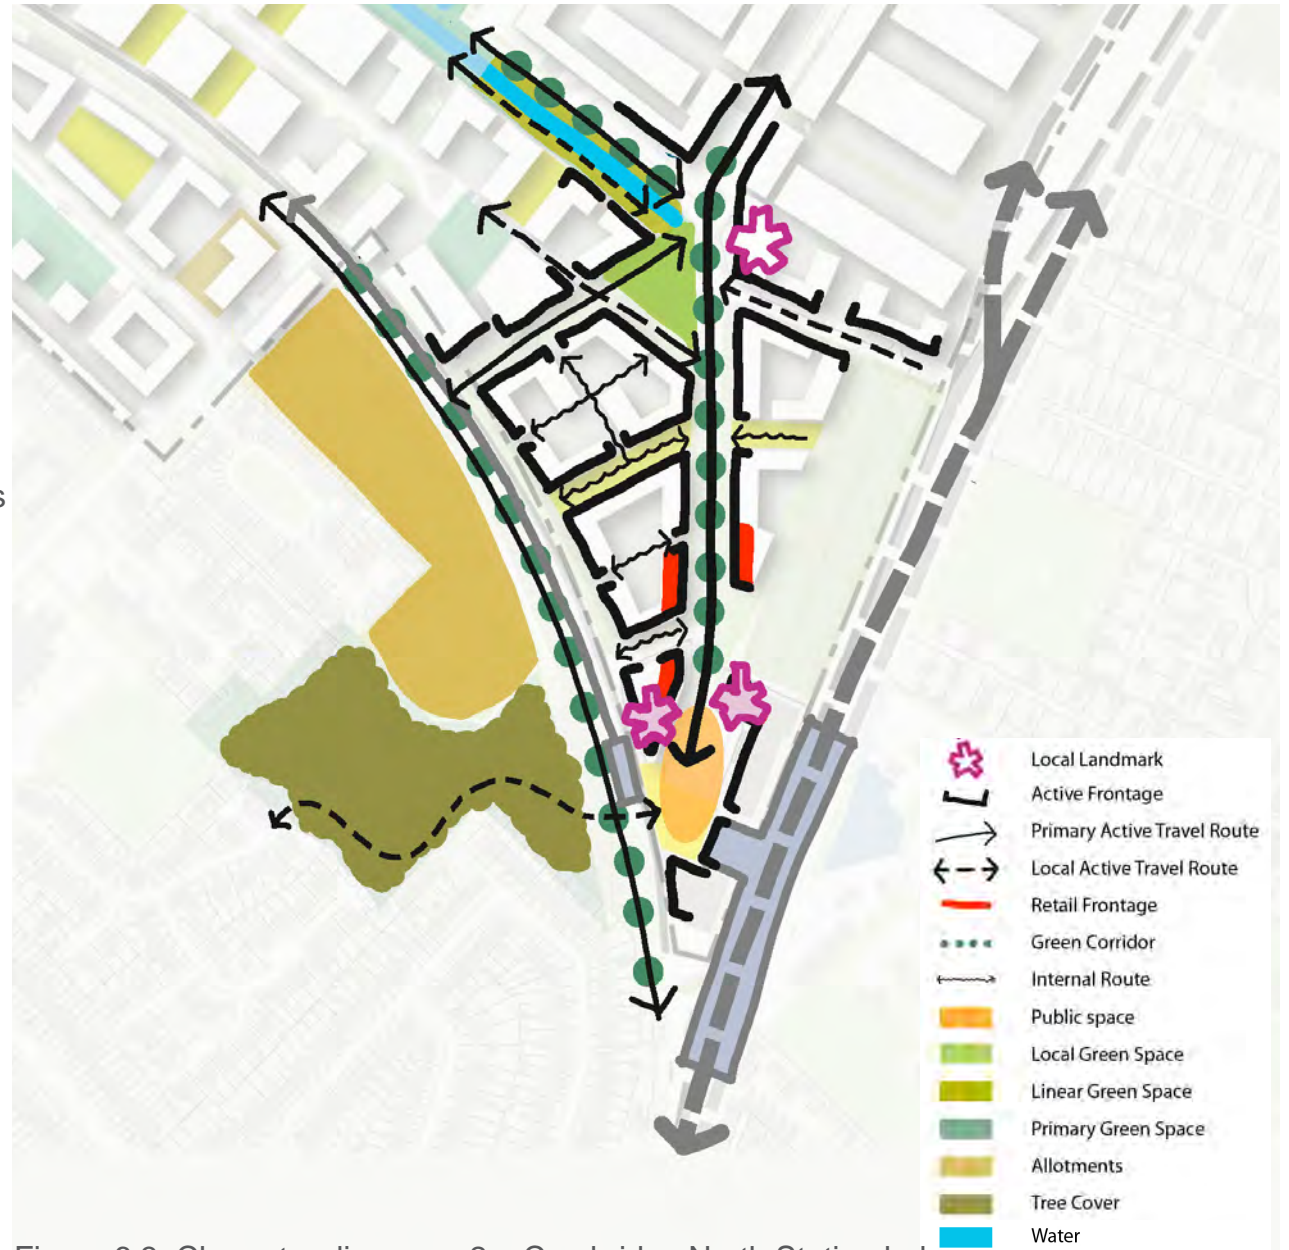 s
Local Landmark
Active Frontage
Primary Active Travel Route
Local Active Travel Route
Retail Frontage
Green Corridor
Internal Route
Public space
Local Green Space
Linear Green Space
Primary Green Space
Allotments
Tree Cover
Water